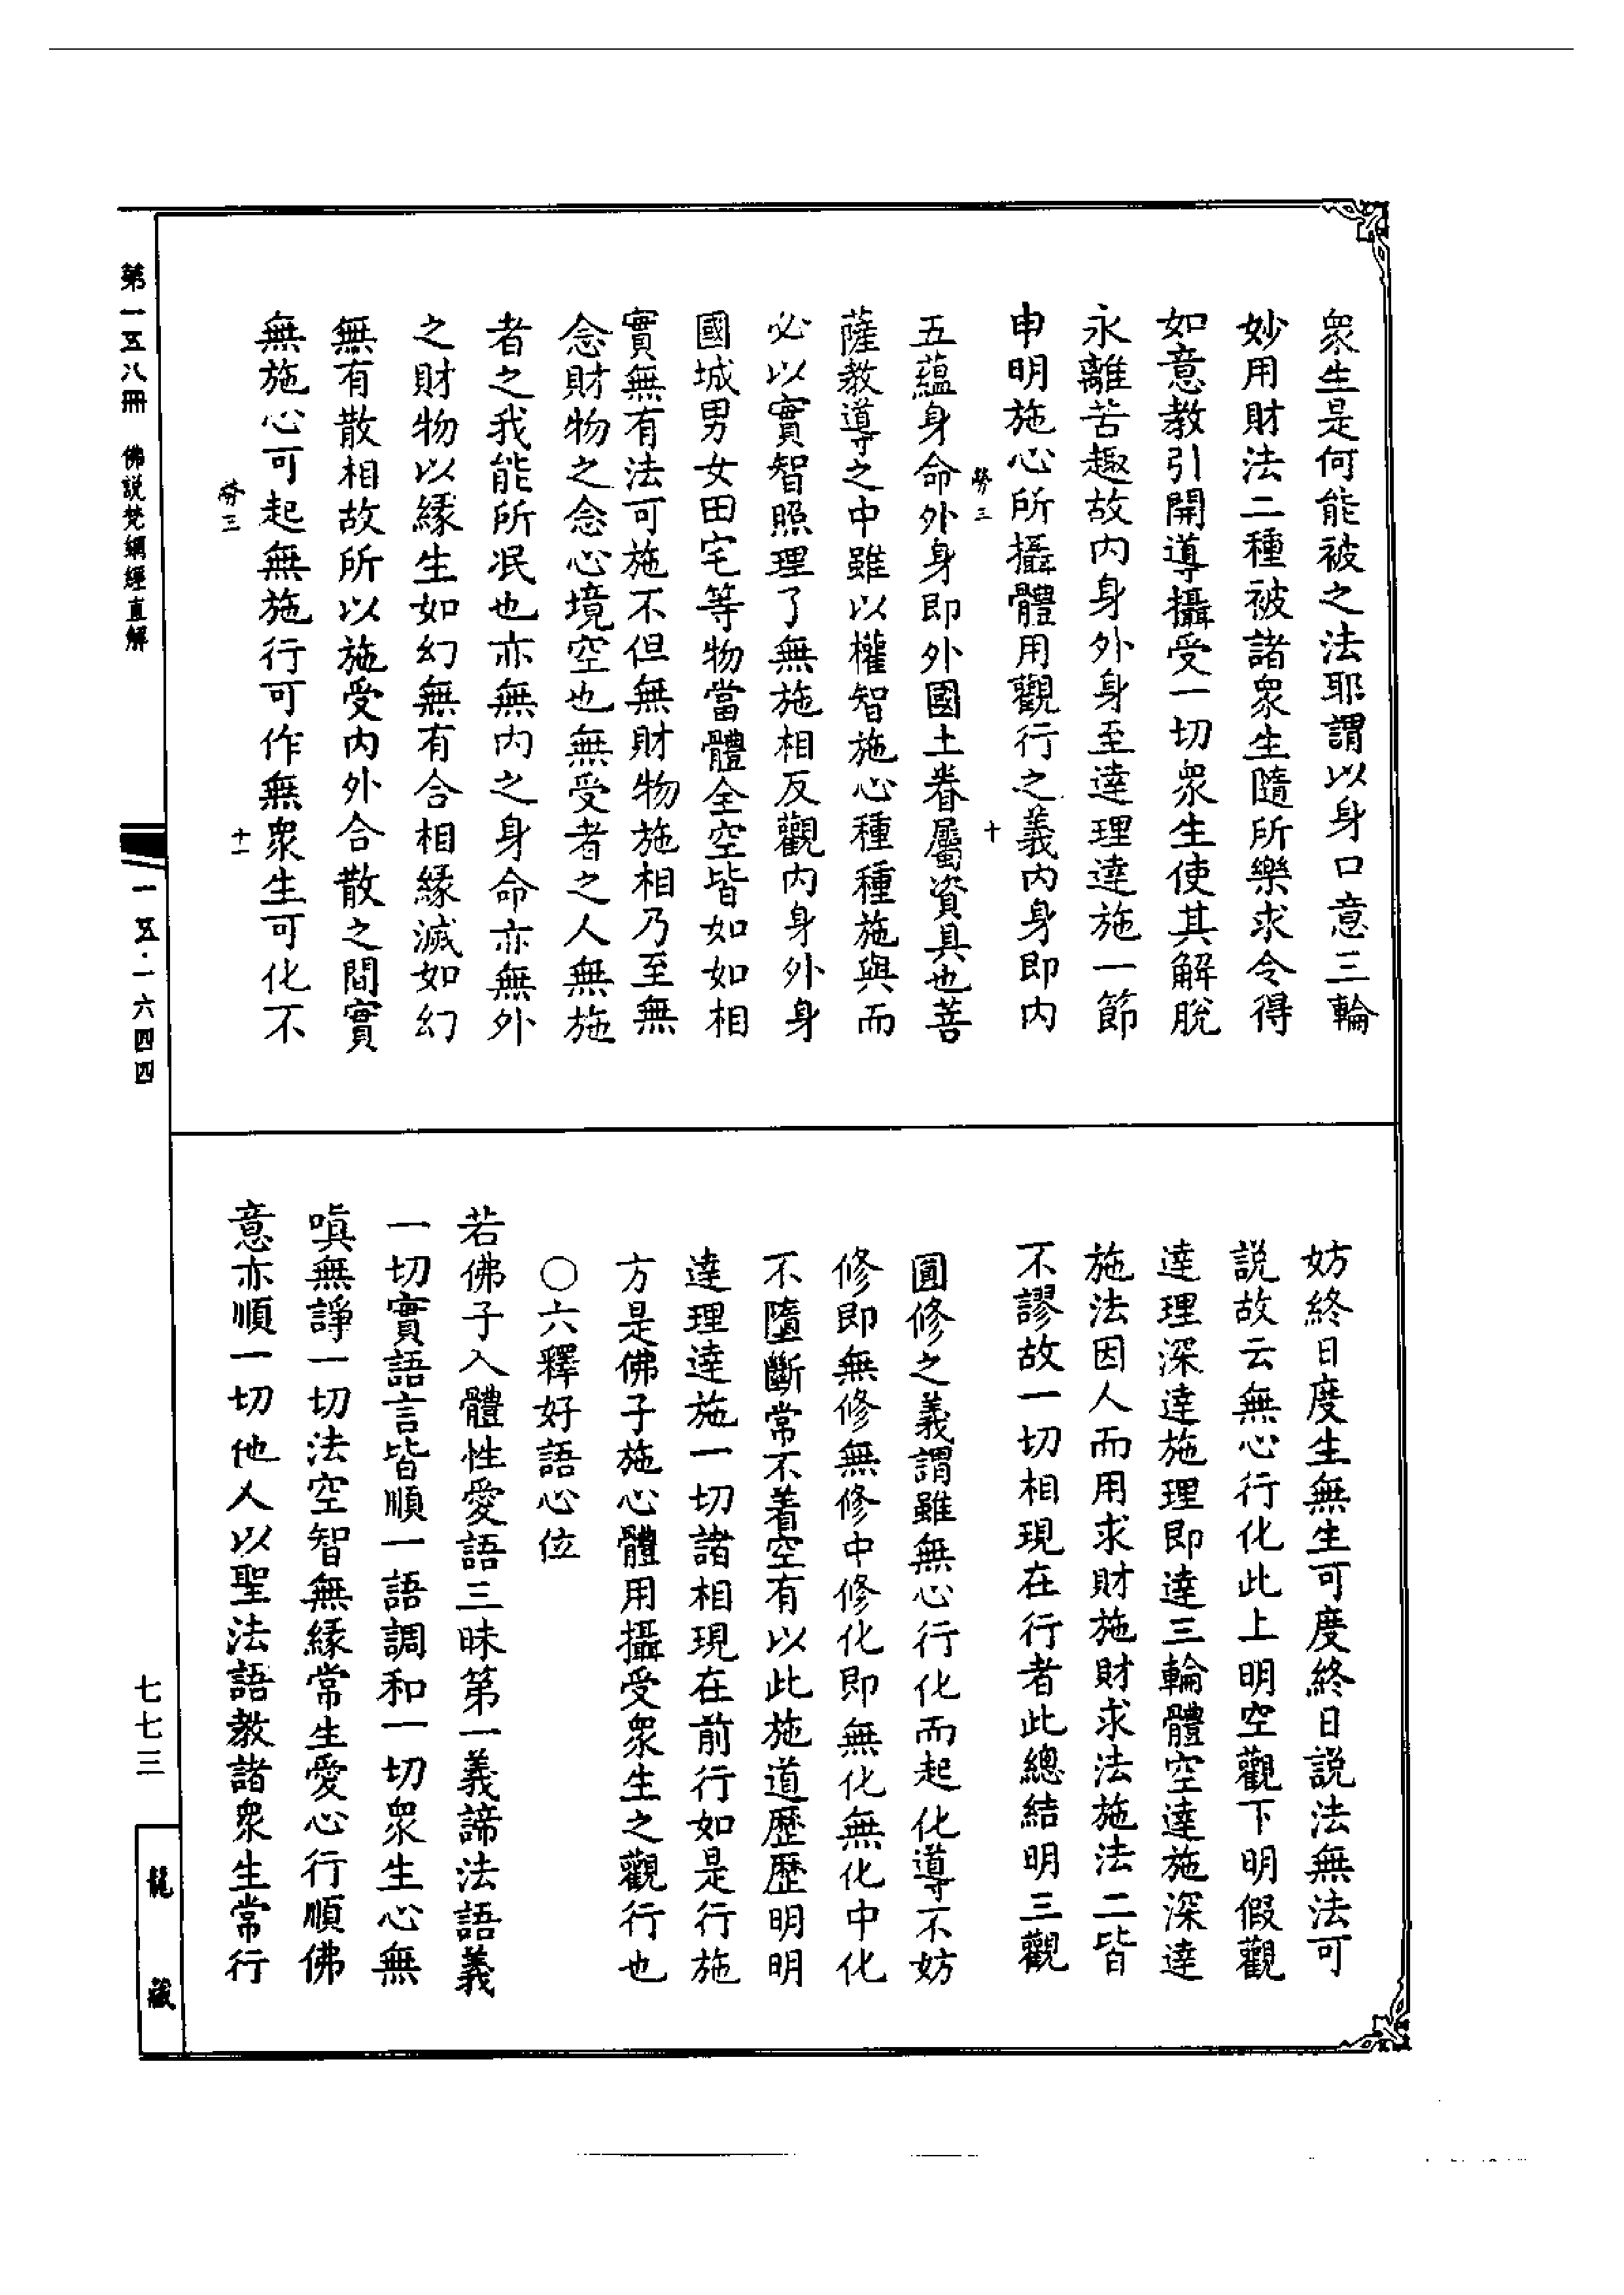 衆生是何能被之法耶謂以身口意三輪
妙用財法二種被諸衆生隨所樂求令得
如意教引開導攝受一切衆生使其解脫
永離苦趣故内身外身至達理達施一節
申明施心所攝體用觀行之義内身即内
勞三 十
五蘊身命外身即外國土眷屬資具也菩
薩教導之中雖以權智施心種種施與而
必以實智照理了無施相反觀内身外身
國城男女田宅等物當體全空皆如如相
實無有法可施不但無財物施相乃至無
念財物之念念心境空也無受者之人無施
者之我能所泯也亦無内之身命亦無外
之財物以緣生如幻無有合相緣滅如幻
無有散相故所以施受内外合散之間實
無施心可起無施行可作無衆生可化不
勞三 十一
妨終日度生無生可度終日説法無法可
説故云無心行化此上明空觀下明假觀
達理深達施理即達三輪體空達施深達
施法因人而用求財施財求法施法二皆
不謬故一切相現在行者此總結明三觀
圓修之義謂雖無心行化而起化導不妨
修即無修無修中修化即無化無化中化
不墮斷常不着空有以此施道歷歷明明
達理達施一切諸相現在前行如是行施
方是佛子施心體用攝受衆生之觀行也
○六釋好語心位
若佛子入體性愛語三昧第一義諦法語義
一切實語言皆順一語調和一切衆生心無
嗔無諍一切法空智無緣常生愛心行順佛
意亦順一切他人以聖法語教諸衆生常行
第一五八冊 佛説梵網經直解
一五·一六四四
七七三
龍藏